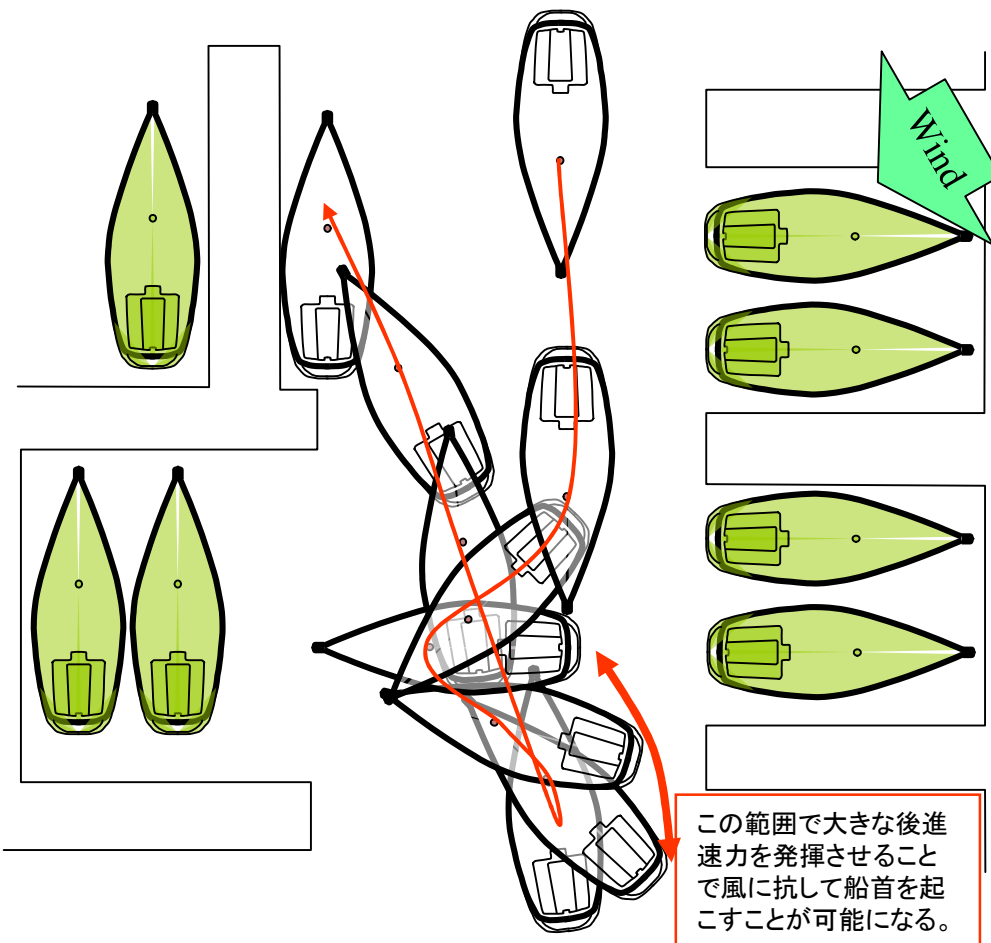 Wind
この範囲で大きな後進
速力を発揮させること
で風に抗して船首を起
こすことが可能になる。